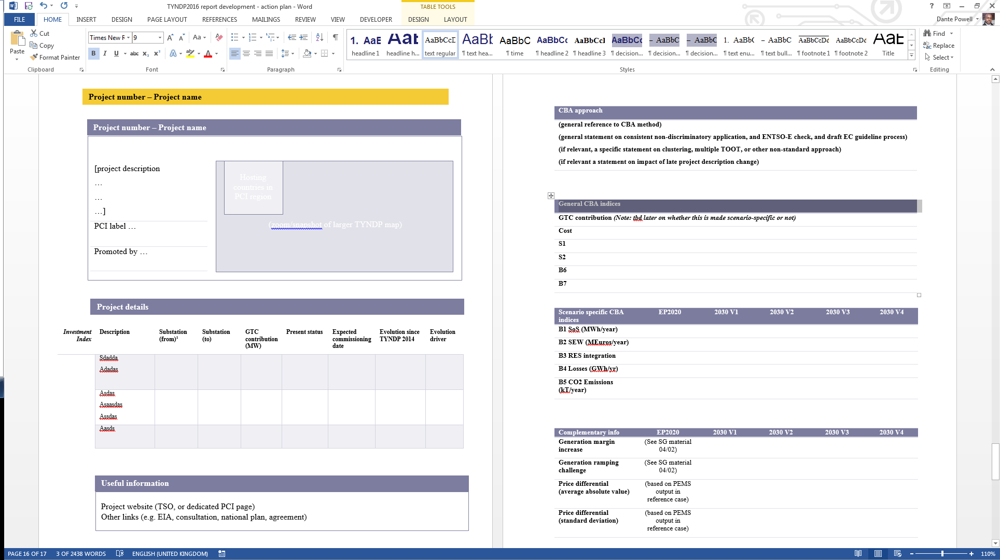 TYNDP2016 report development - action plan - Word
TABLE TOOLS
?
FILE
HOME
INSERT
DESIGN
PAGE LAYOUT
REFERENCES
MAILINGS
REVIEW
VIEW
DEVELOPER
DESIGN
LAYOUT
Dante Powell
Paste
Cut
Copy
Format Painter
Clipboard
Times New R
9
Font
Paragraph
1. AaE
headline 1
AaE
headline h...
AaBbCcD
text regular
AaBb
¶ text hea...
AaBbC
¶ time
AaBbCc
¶ headline 2
AaBbCcI
¶ headline 3
AaBbCc
¶ decision...
– AaBbC
¶ decision...
– AaBbC
¶ decision...
1. AaBb(
¶ text enu...
– AaBbC
¶ text bull...
AaBbCcDd
¶ footnote 1
AaBbCcDd
¶ footnote 2
AaE
Title
Styles
Find
Replace
Select
Editing
Project number – Project name
Project number – Project name
[project description
…
…
…]
PCI label …
Promoted by …
Hosting
countries in
PCI region
(zoom/snapshot of larger TYNDP map)
Project details
Investment Index
Description
Substation (from)¹
Substation (to)
GTC contribution (MW)
Present status
Expected commissioning date
Evolution since TYNDP 2014
Evolution driver
Sdadda
Adadas
Asdas
Asaasdas
Assdas
Aasds
Useful information
Project website (TSO, or dedicated PCI page)
Other links (e.g. EIA, consultation, national plan, agreement)
CBA approach
(general reference to CBA method)
(general statement on consistent non-discriminatory application, and ENTSO-E check, and draft EC guideline process)
(if relevant, a specific statement on clustering, multiple TOOT, or other non-standard approach)
(if relevant a statement on impact of late project description change)
General CBA indices
GTC contribution (Note: tbd later on whether this is made scenario-specific or not)
Cost
S1
S2
B6
B7
Scenario specific CBA indices EP2020 2030 V1 2030 V2 2030 V3 2030 V4
B1 SoS (MWh/year)
B2 SEW (MEuros/year)
B3 RES integration
B4 Losses (GWh/yr)
B5 CO2 Emissions
(kT/year)
Complementary info EP2020 2030 V1 2030 V2 2030 V3 2030 V4
Generation margin increase (See SG material 04/02)
Generation ramping challenge (See SG material 04/02)
Price differential (average absolute value) (based on PEMS output in reference case)
Price differential (standard deviation) (based on PEMS output in reference case)
PAGE 16 OF 17
3 OF 2438 WORDS
ENGLISH (UNITED KINGDOM)
110%